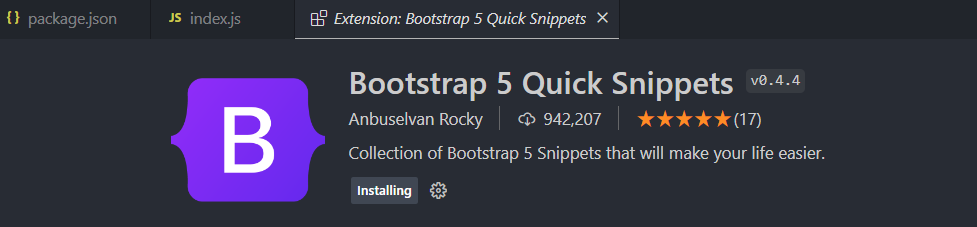 {} package.json JS index.js Extension: Bootstrap 5 Quick Snippets
B
Bootstrap 5 Quick Snippets v0.4.4
Anbuselvan Rocky 942,207 ★★★★★(17)
Collection of Bootstrap 5 Snippets that will make your life easier.
Installing